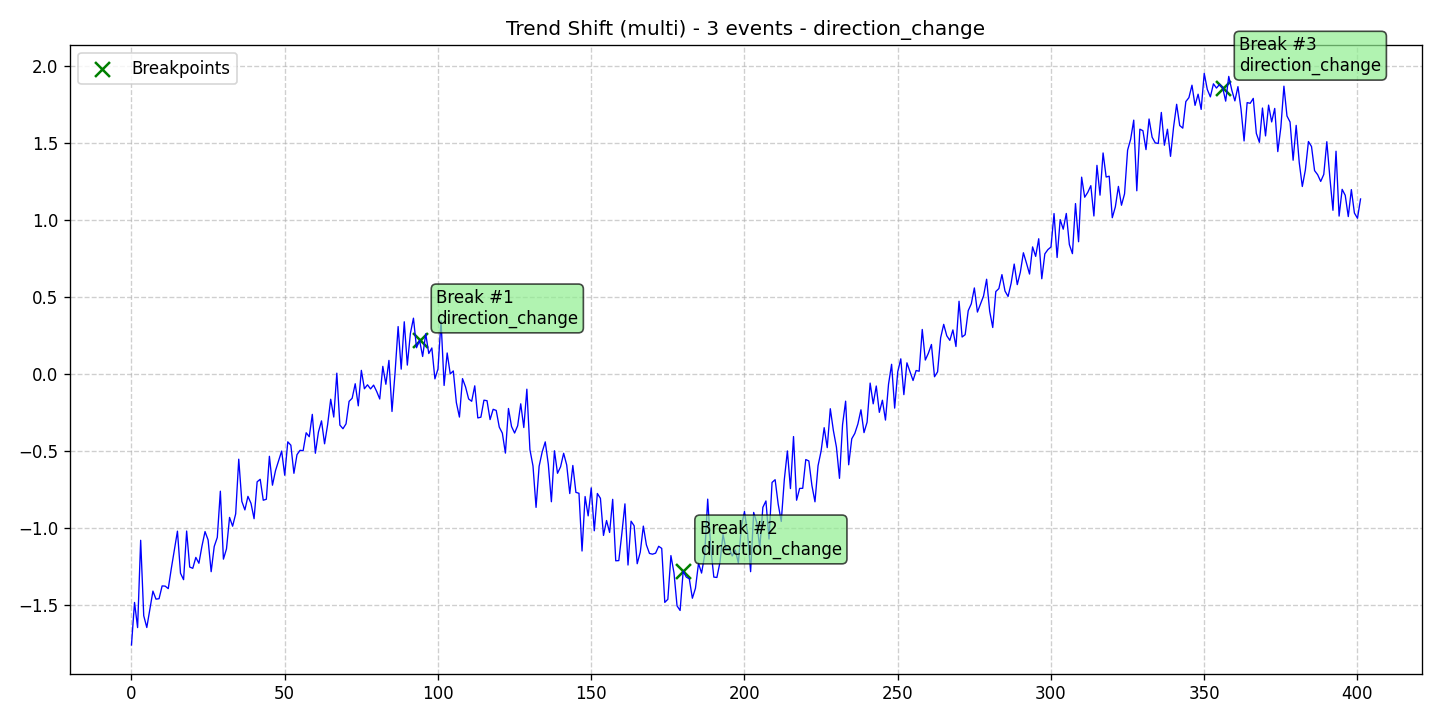 Trend Shift (multi) - 3 events - direction_change
Breakpoints
Break #3
direction_change
Break #1
direction_change
Break #2
direction_change
2.0
1.5
1.0
0.5
0.0
−0.5
−1.0
−1.5
0 50 100 150 200 250 300 350 400